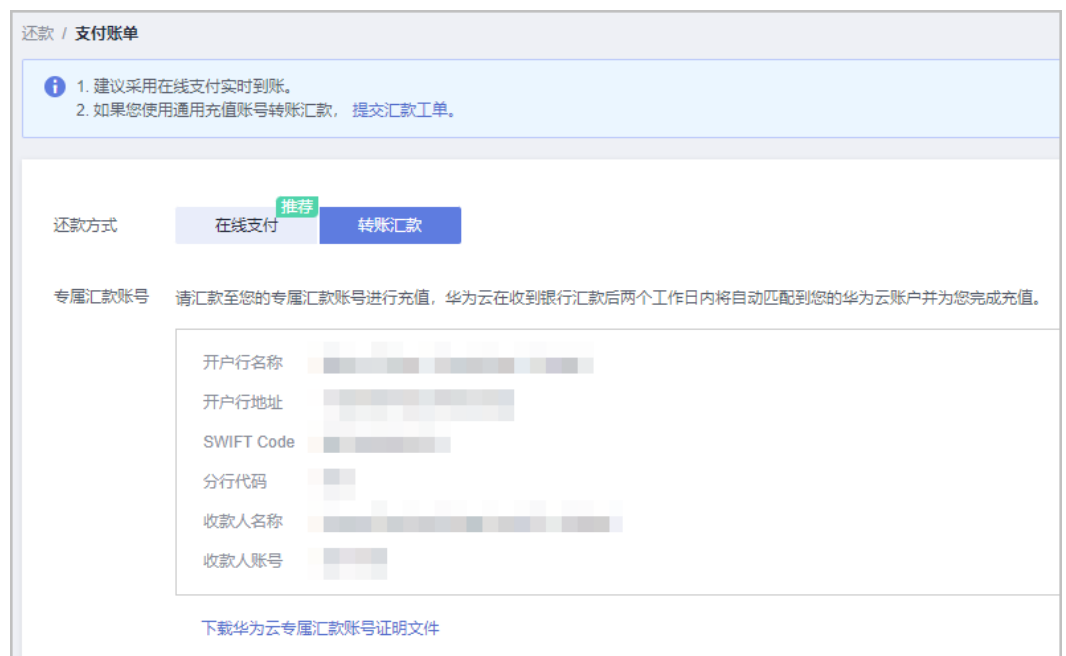 还款 / 支付账单
1. 建议采用在线支付实时到账。
2. 如果您使用通用充值账号转账汇款， 提交汇款工单。
推荐
还款方式 在线支付 转账汇款
专属汇款账号 请汇款至您的专属汇款账号进行充值，华为云在收到银行汇款后两个工作日内将自动匹配到您的华为云账户并为您完成充值。
开户行名称
开户行地址
SWIFT Code
分行代码
收款人名称
收款人账号
下载华为云专属汇款账号证明文件